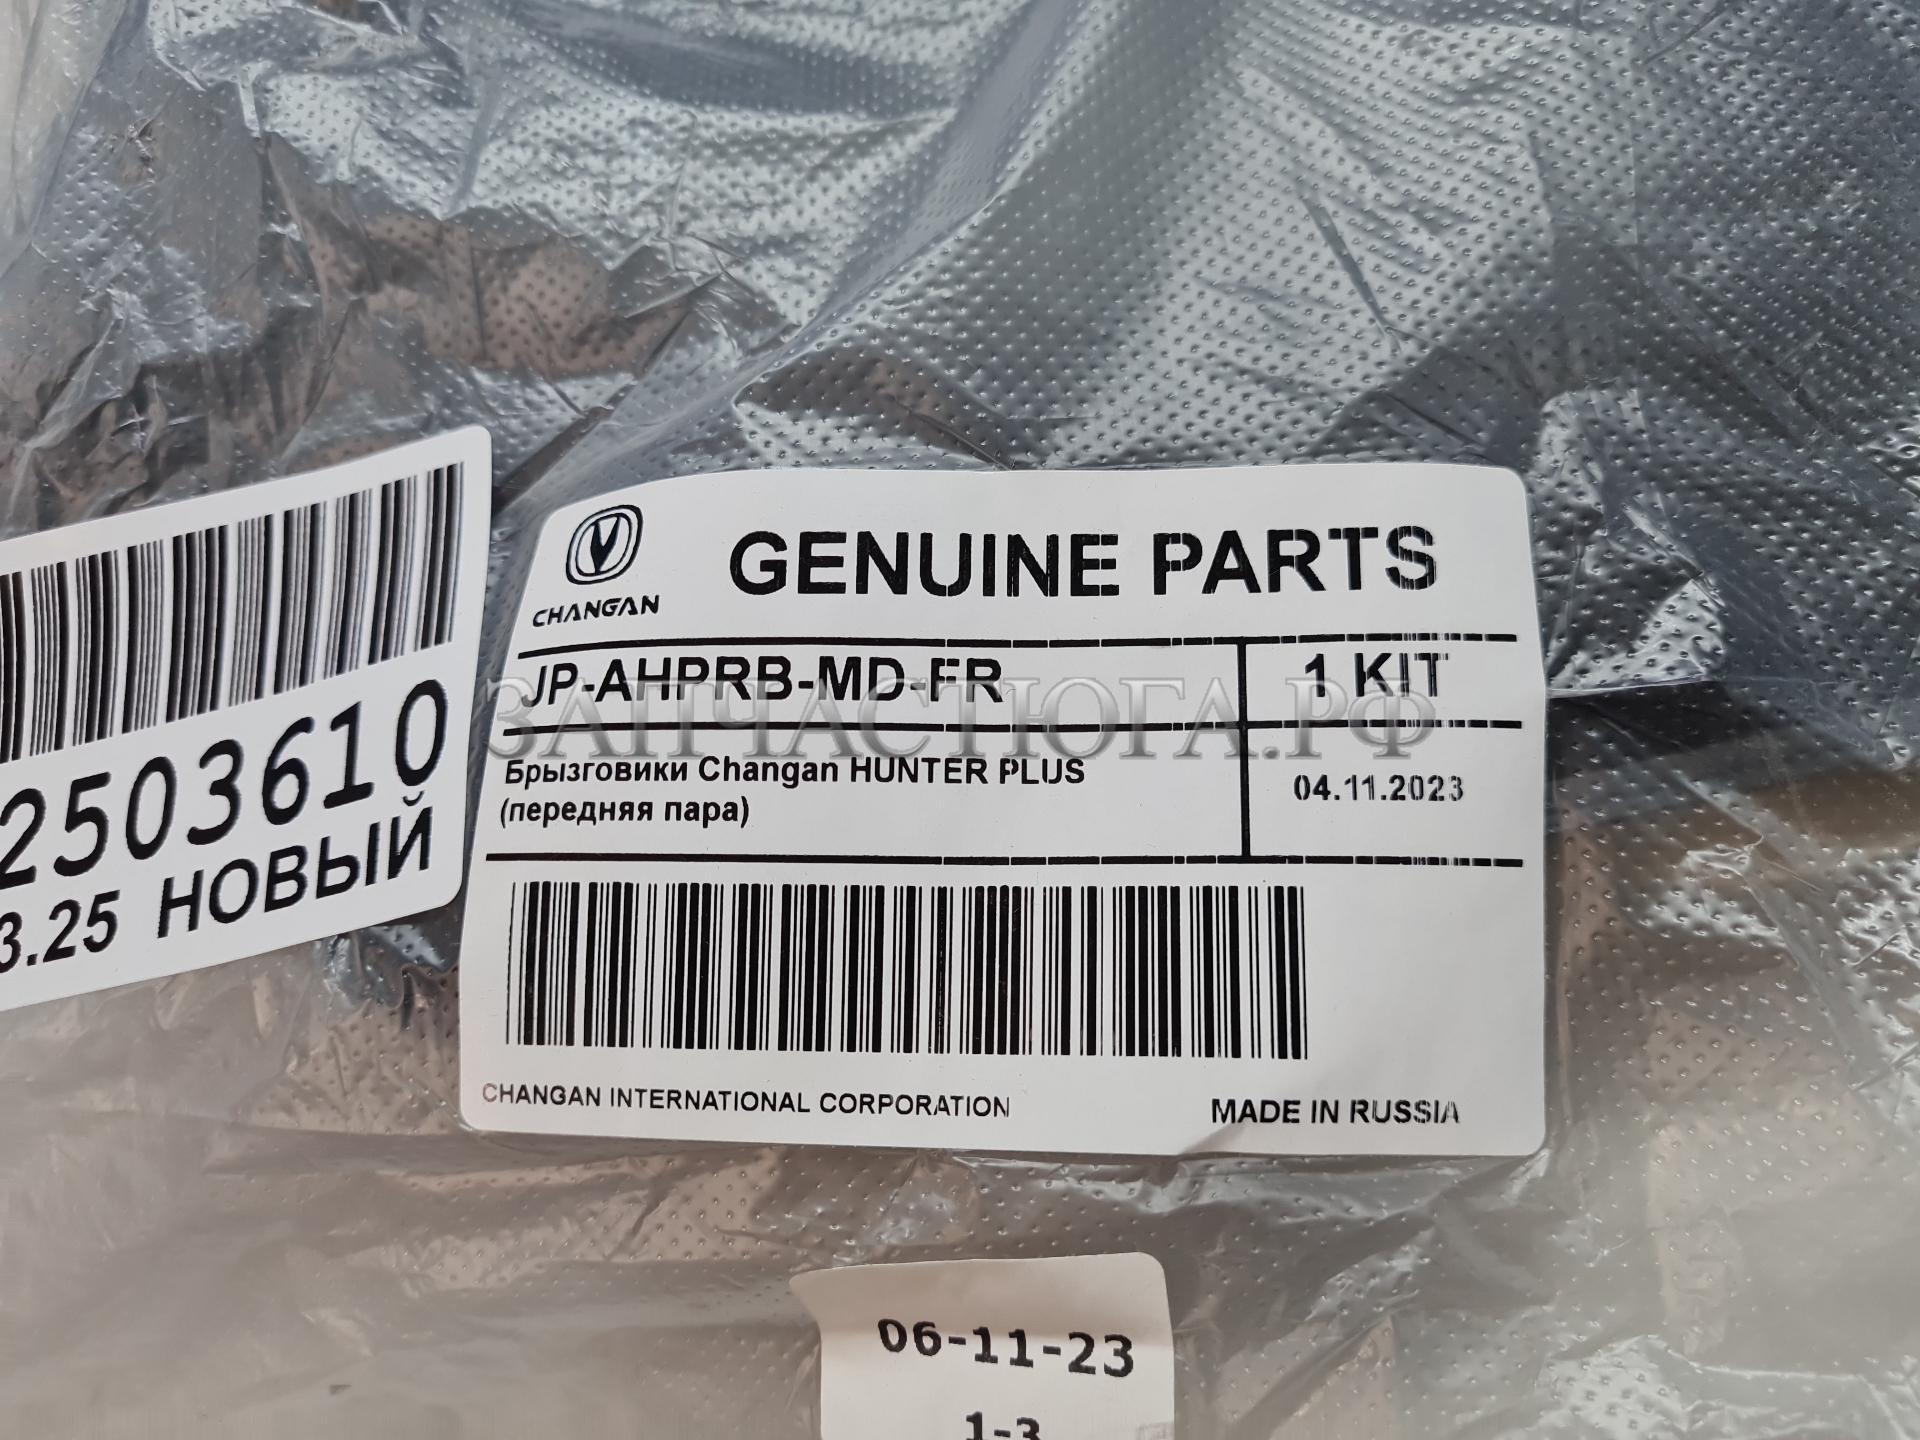 CHANGAN
GENUINE PARTS
JP-AHPRB-MD-FR
1 KIT
ЗАПЧАСТЮГА.РФ
Брызговики Changan HUNTER PLUS
(передняя пара)
04.11.2023
CHANGAN INTERNATIONAL CORPORATION
MADE IN RUSSIA
2503610
3.25 НОВЫЙ
06-11-23
1-3